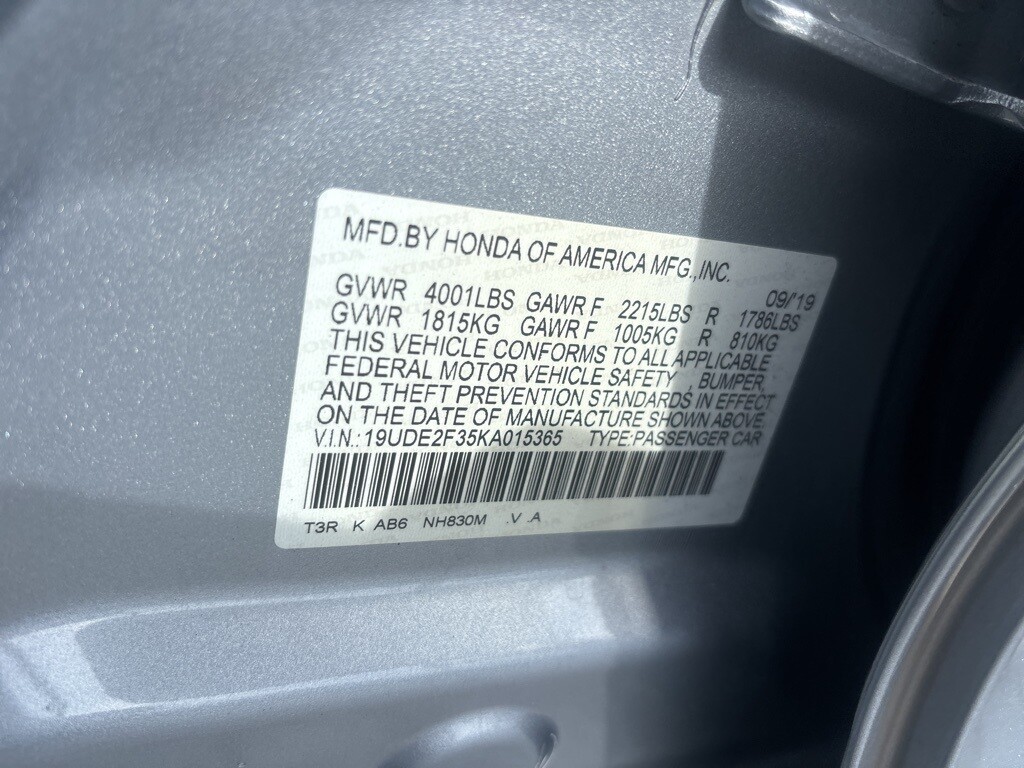 MFD.BY HONDA OF AMERICA MFG.,INC.
09/'19
GVWR 4001LBS GAWR F 2215LBS R 1786LBS
GVWR 1815KG GAWR F 1005KG R 810KG
THIS VEHICLE CONFORMS TO ALL APPLICABLE
FEDERAL MOTOR VEHICLE SAFETY , BUMPER,
AND THEFT PREVENTION STANDARDS IN EFFECT
ON THE DATE OF MANUFACTURE SHOWN ABOVE.
V.I.N.: 19UDE2F35KA015365 TYPE:PASSENGER CAR
T3R K AB6 NH830M .V .A